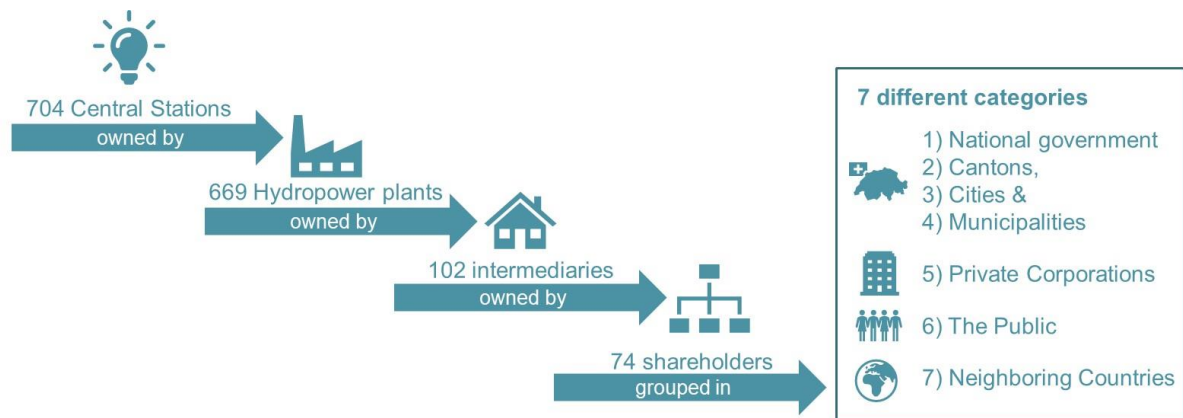 704 Central Stations
owned by
669 Hydropower plants
owned by
102 intermediaries
owned by
74 shareholders
grouped in
7 different categories
1) National government
2) Cantons,
3) Cities &
4) Municipalities
5) Private Corporations
6) The Public
7) Neighboring Countries